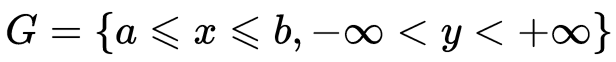 G = {a ⩽ x ⩽ b, −∞ < y < +∞}